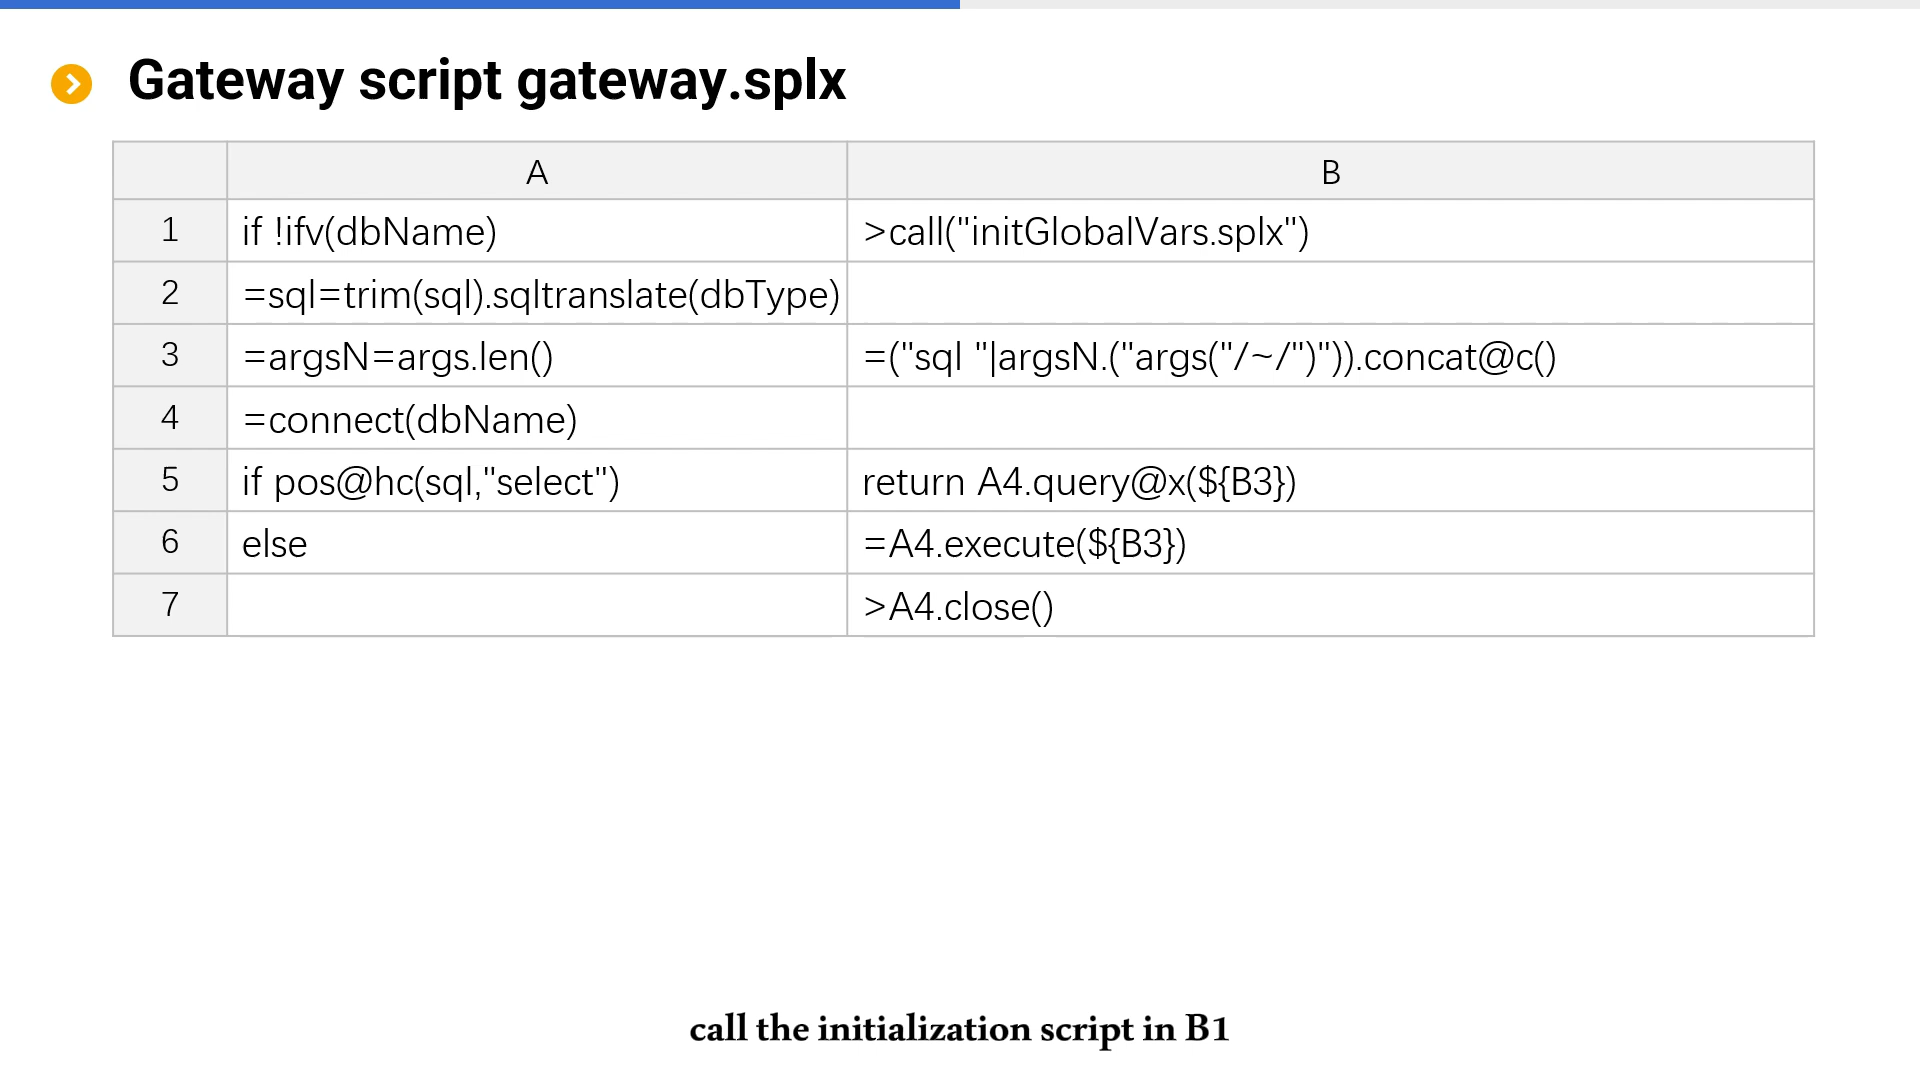 Gateway script gateway.splx
A B
1 if !ifv(dbName) >call("initGlobalVars.splx")
2 =sql=trim(sql).sqltranslate(dbType)
3 =argsN=args.len() =("sql "|argsN.("args("/~/")")).concat@c()
4 =connect(dbName)
5 if pos@hc(sql,"select") return A4.query@x(${B3})
6 else =A4.execute(${B3})
7 >A4.close()
call the initialization script in B1